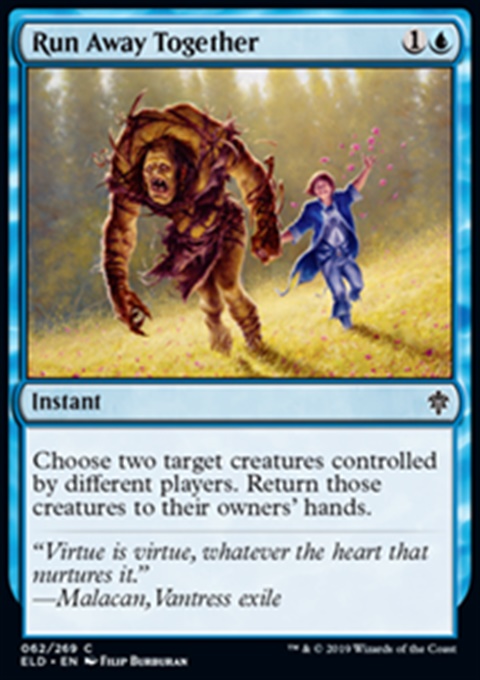 Run Away Together 1
Instant
Choose two target creatures controlled
by different players. Return those
creatures to their owners' hands.
"Virtue is virtue, whatever the heart that
nurtures it."
—Malacan, Vantress exile
062/269 C
ELD • EN Filip Burburan
™ & © 2019 Wizards of the Coast